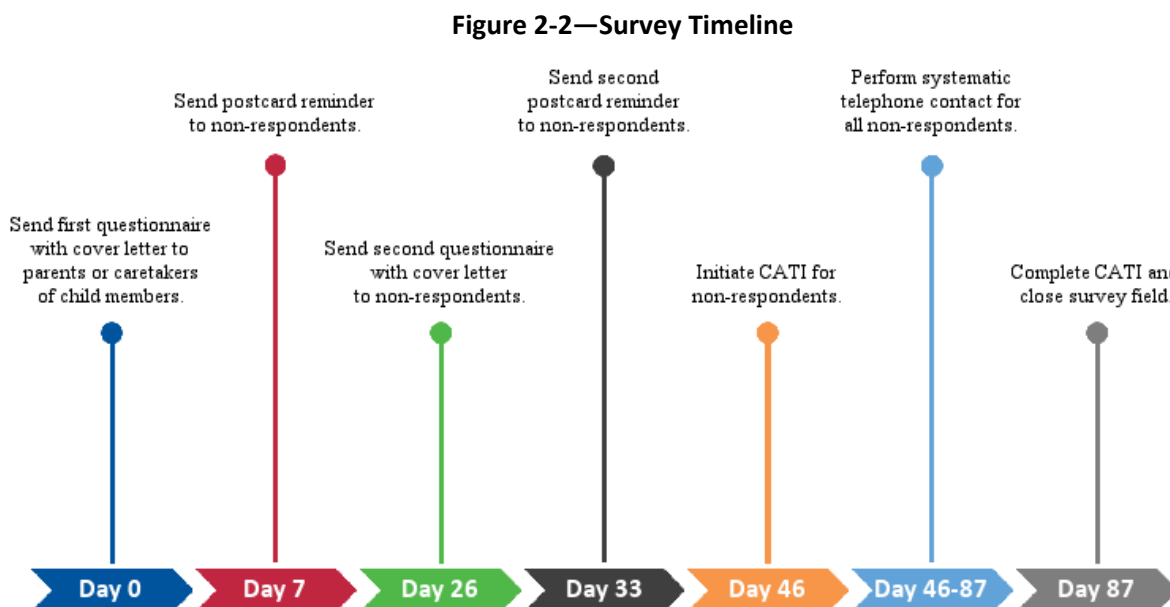 Figure 2-2—Survey Timeline
Send first questionnaire
with cover letter to
parents or caretakers
of child members.
Send postcard reminder
to non-respondents.
Send second questionnaire
with cover letter
to non-respondents.
Send second
postcard reminder
to non-respondents.
Initiate CATI for
non-respondents.
Perform systematic
telephone contact for
all non-respondents.
Complete CATI and
close survey field.
Day 0
Day 7
Day 26
Day 33
Day 46
Day 46-87
Day 87